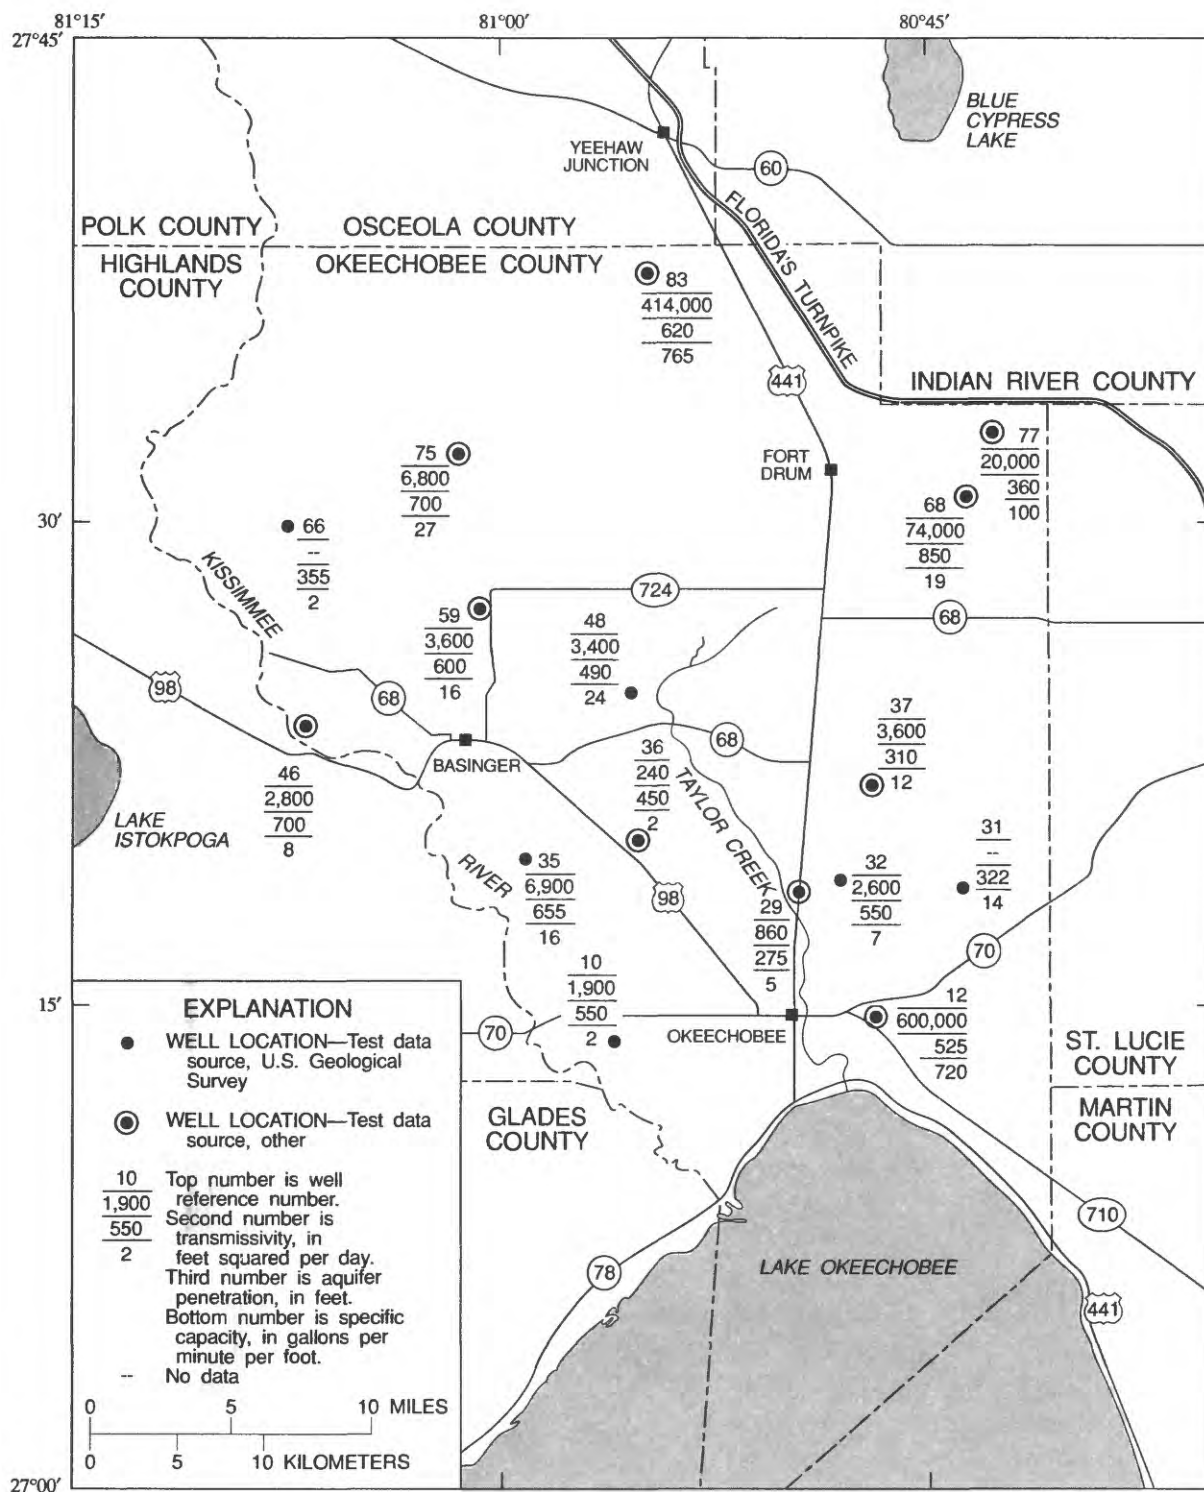 81°15′
81°00′
80°45′
27°45′
BLUE
CYPRESS
LAKE
YEEHAW
JUNCTION
60
FLORIDA'S TURNPIKE
POLK COUNTY
OSCEOLA COUNTY
HIGHLANDS
COUNTY
OKEECHOBEE COUNTY
83
414,000
620
765
441
INDIAN RIVER COUNTY
77
20,000
360
100
75
6,800
700
27
FORT
DRUM
68
74,000
850
19
30′
66
--
355
2
KISSIMMEE
724
59
3,600
600
16
48
3,400
490
24
68
98
68
37
3,600
310
12
68
BASINGER
36
240
450
2
TAYLOR CREEK
46
2,800
700
8
LAKE
ISTOKPOGA
RIVER
35
6,900
655
16
98
32
2,600
550
7
31
--
322
14
29
860
275
5
70
10
1,900
550
2
15′
70
OKEECHOBEE
12
600,000
525
720
ST. LUCIE
COUNTY
MARTIN
COUNTY
GLADES
COUNTY
EXPLANATION
WELL LOCATION—Test data
source, U.S. Geological
Survey
WELL LOCATION—Test data
source, other
10
1,900
550
2
Top number is well
reference number.
Second number is
transmissivity, in
feet squared per day.
Third number is aquifer
penetration, in feet.
Bottom number is specific
capacity, in gallons per
minute per foot.
-- No data
0 5 10 MILES
0 5 10 KILOMETERS
710
78
LAKE OKEECHOBEE
441
27°00′